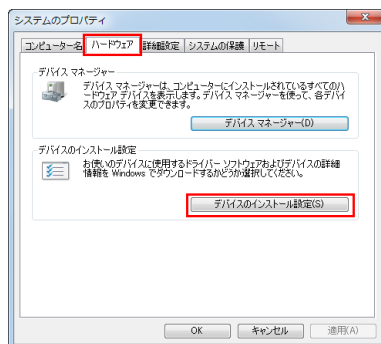 システムのプロパティ
コンピューター名 ハードウェア 詳細設定 システムの保護 リモート
デバイス マネージャー
デバイス マネージャーは、コンピューターにインストールされているすべてのハ
ードウェア デバイスを表示します。デバイス マネージャーを使って、各デバイ
スのプロパティを変更できます。
デバイス マネージャー(D)
デバイスのインストール設定
お使いのデバイスに使用するドライバー ソフトウェアおよびデバイスの詳細
情報を Windows でダウンロードするかどうか選択してください。
デバイスのインストール設定(S)
OK キャンセル 適用(A)